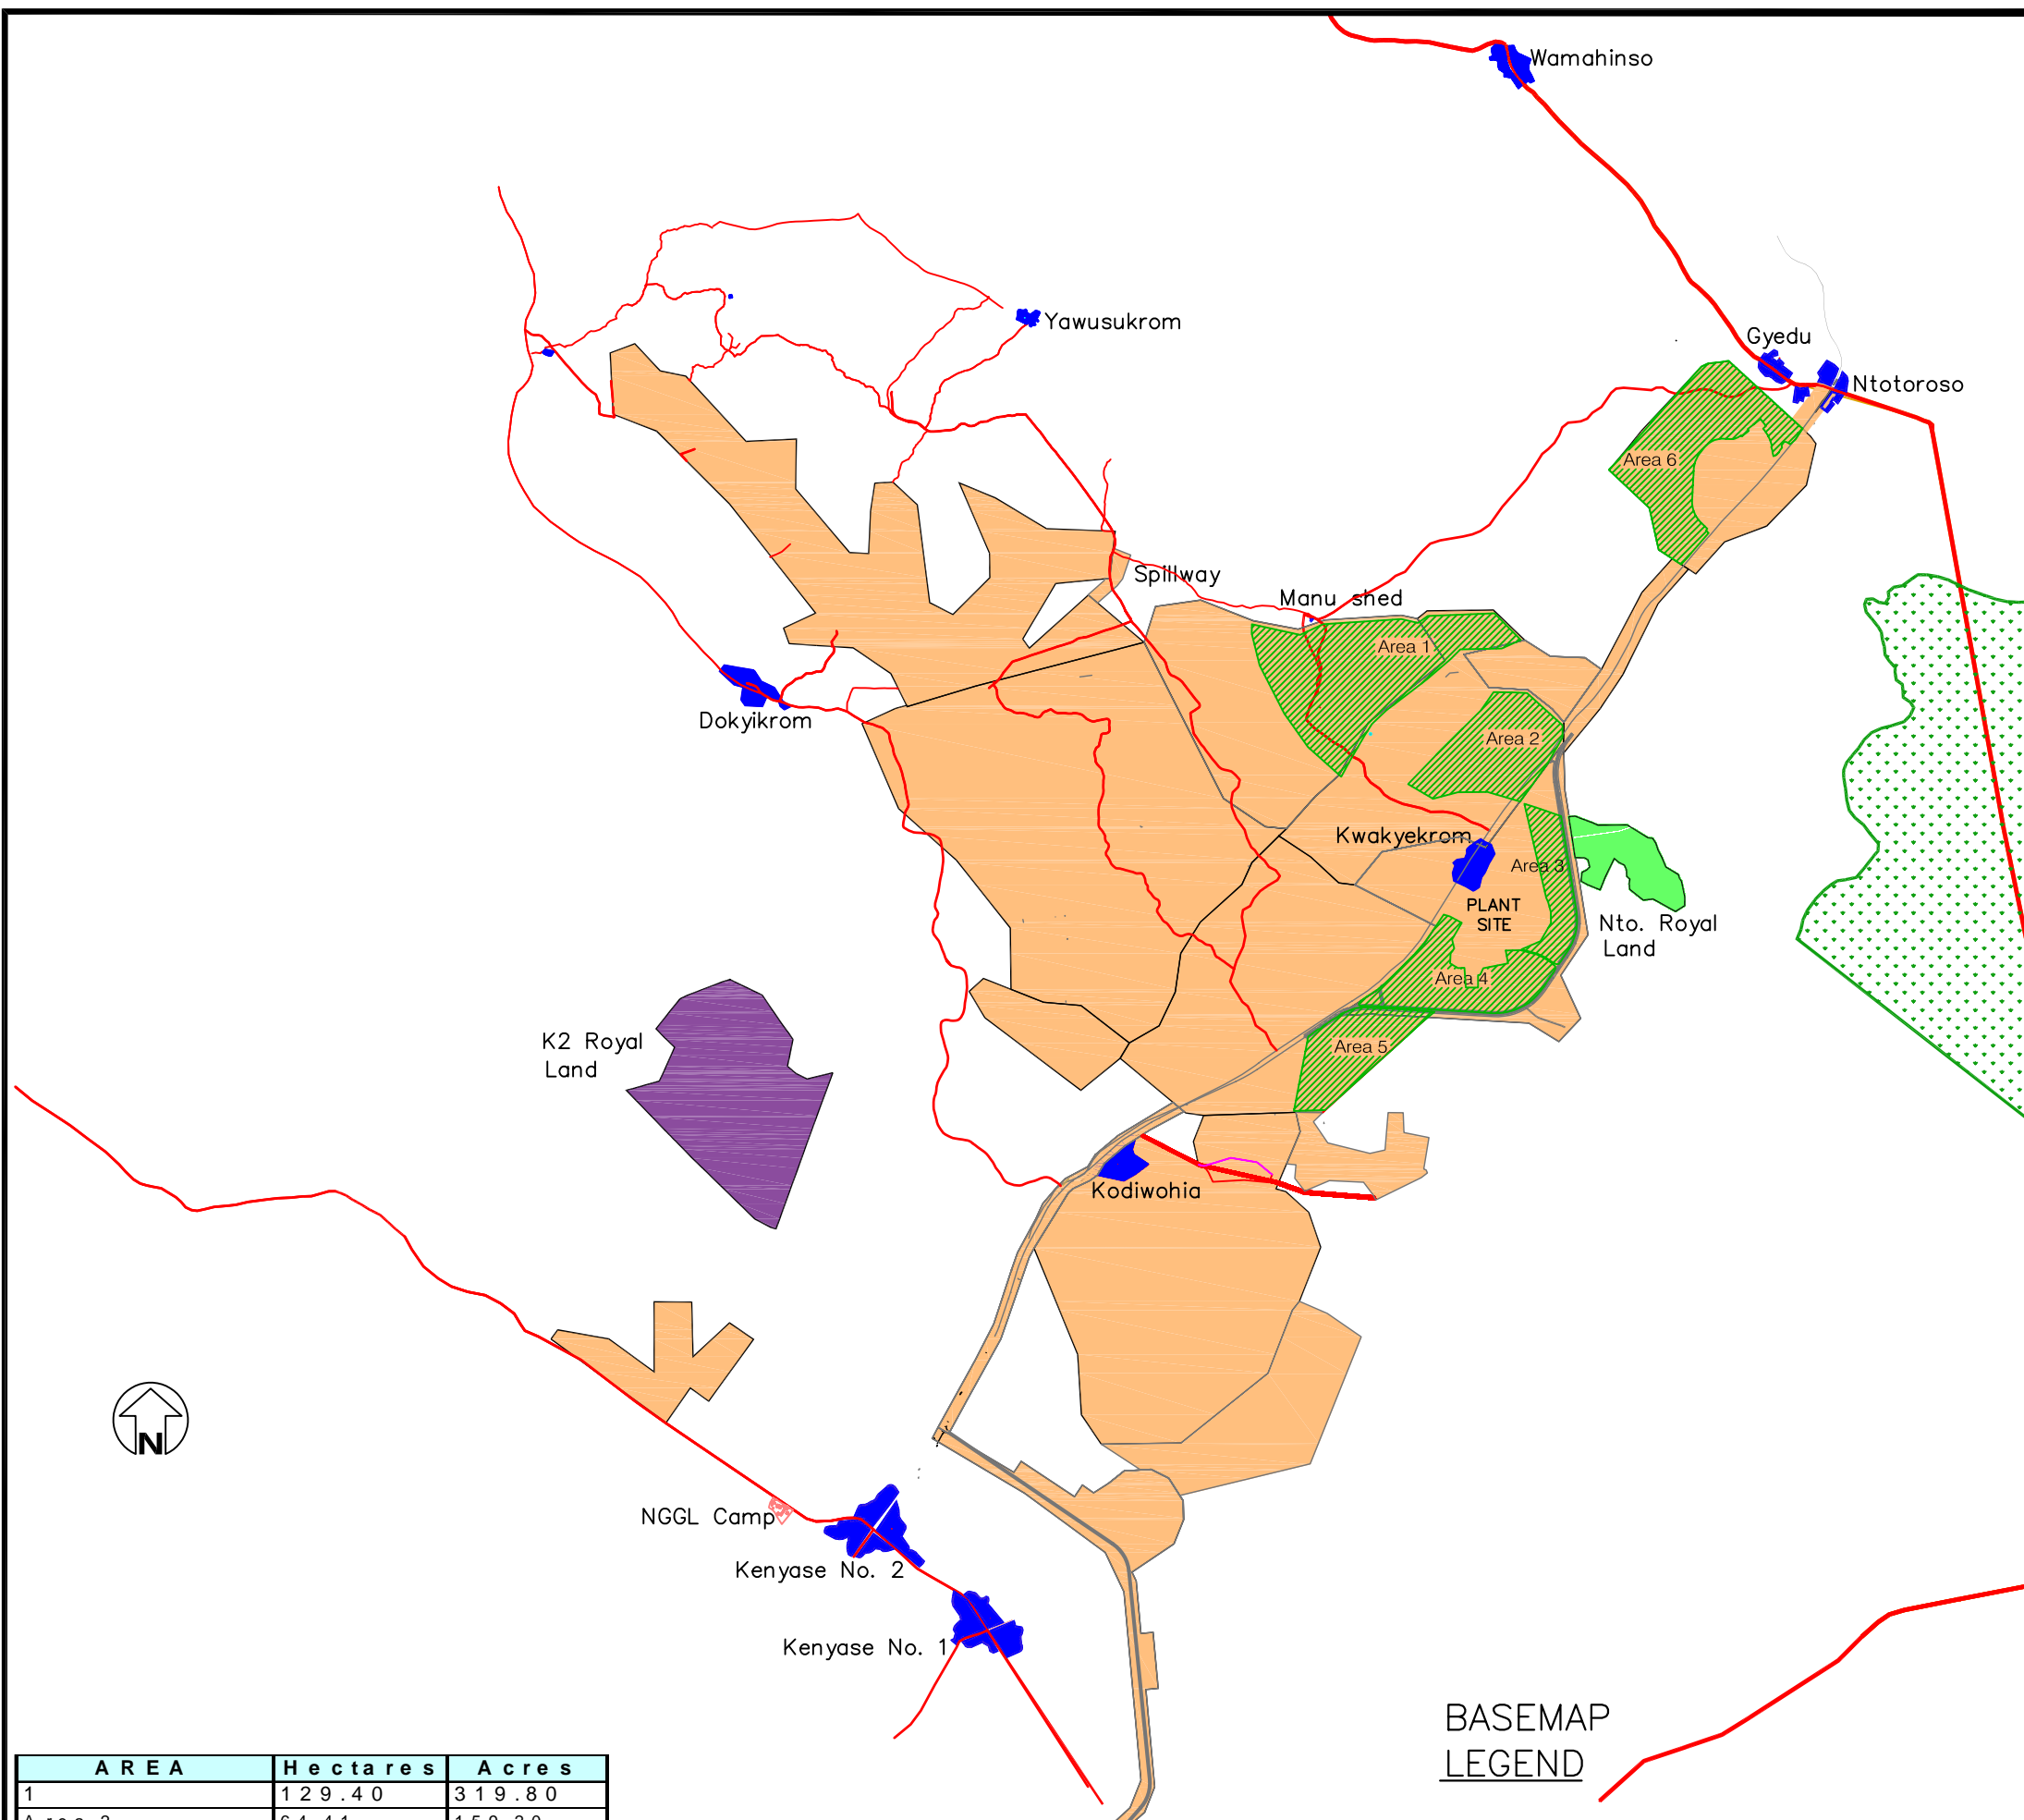 Wamahinso
Yawusukrom
Gyedu
Ntotoroso
Area 6
Spillway
Manu shed
Area 1
Dokyikrom
Area 2
Kwakyekrom
Area 3
PLANT
SITE
Nto. Royal
Land
Area 4
K2 Royal
Land
Area 5
Kodiwohia
N
NGGL Camp
Kenyase No. 2
Kenyase No. 1
BASEMAP
LEGEND
AREA Hectares Acres
1 129.40 319.80